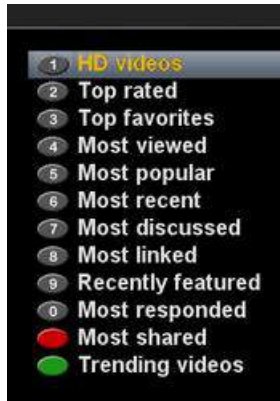 1 HD videos
2 Top rated
3 Top favorites
4 Most viewed
5 Most popular
6 Most recent
7 Most discussed
8 Most linked
9 Recently featured
0 Most responded
Most shared
Trending videos